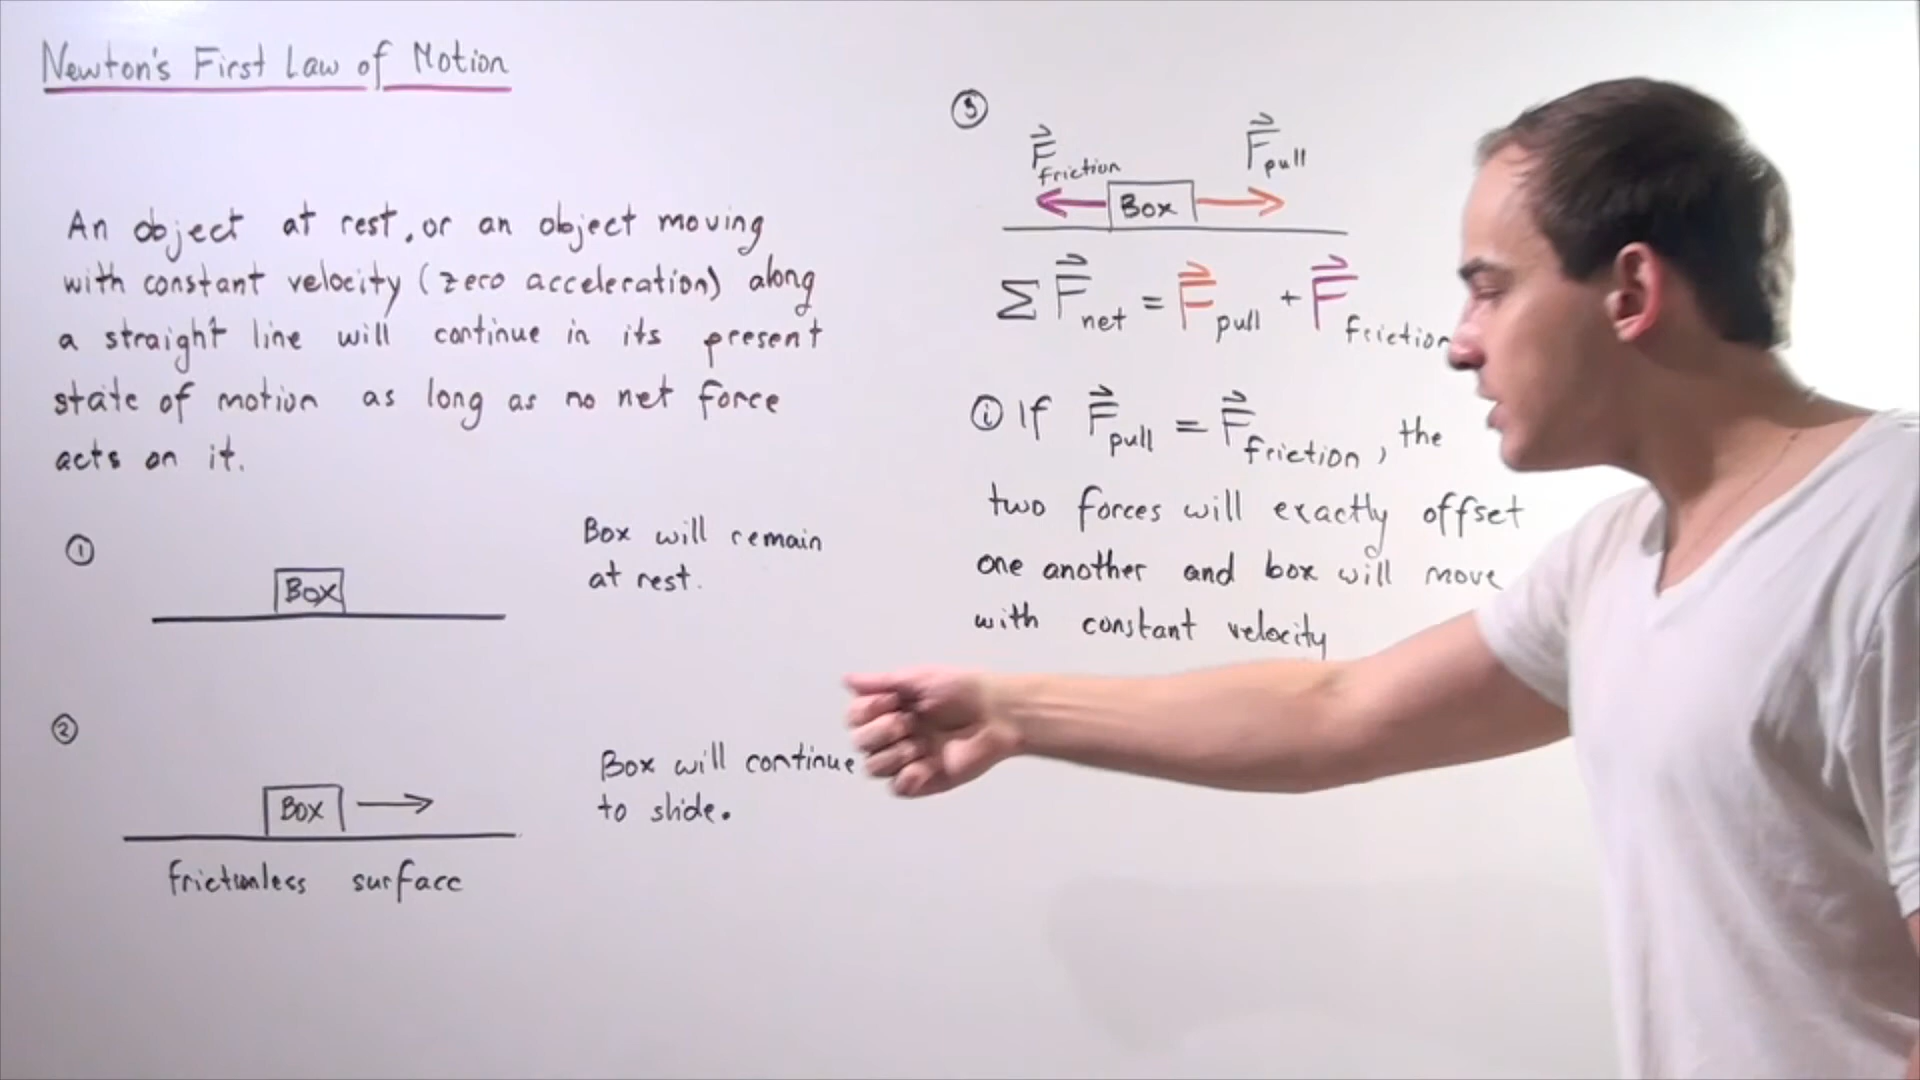 Newton's First Law of Motion
An object at rest, or an object moving
with constant velocity (zero acceleration) along
a straight line will continue in its present
state of motion as long as no net force
acts on it.
①
Box
Box will remain
at rest.
②
Box
Box will continue
to slide.
frictionless surface
③
F⃗friction
F⃗pull
Box
Σ F⃗net = F⃗pull + F⃗friction
ⓘ If F⃗pull = F⃗friction, the
two forces will exactly offset
one another and box will move
with constant velocity